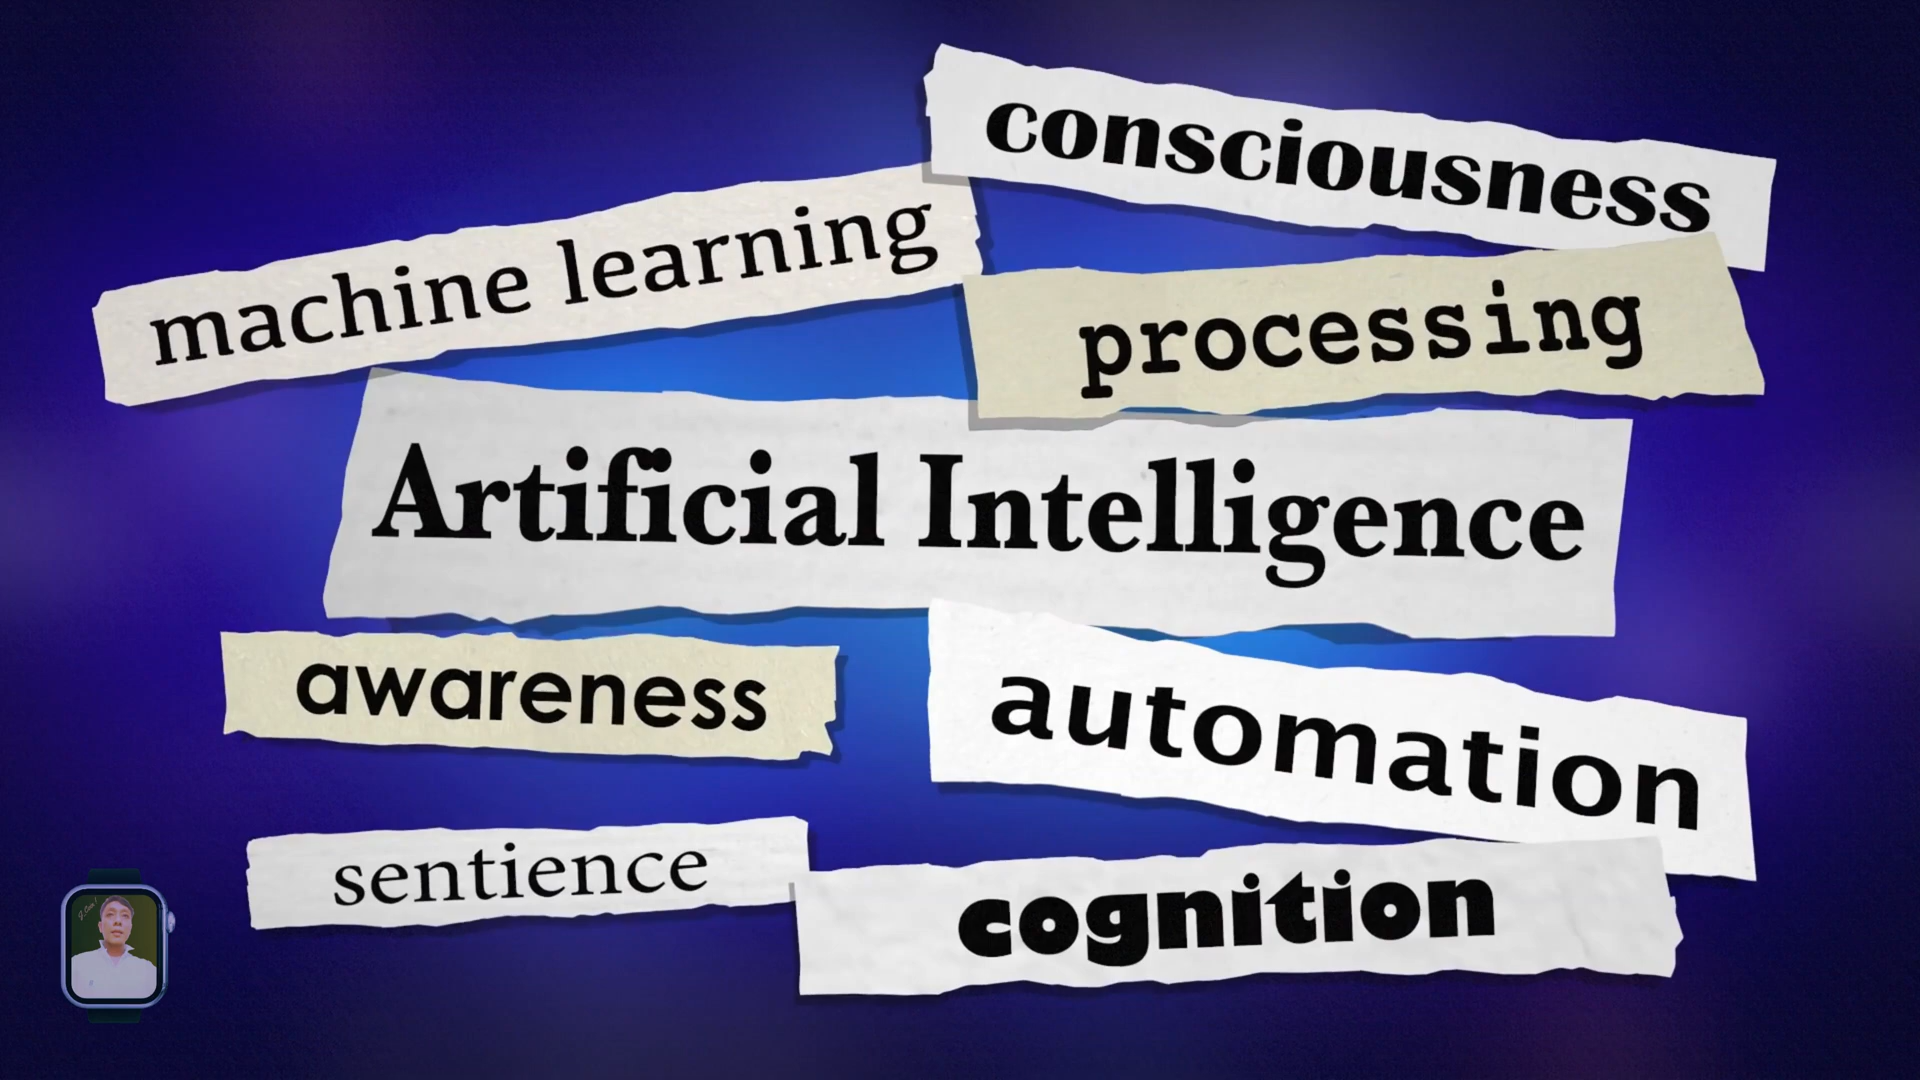 consciousness
machine learning
processing
Artificial Intelligence
awareness
automation
sentience
cognition